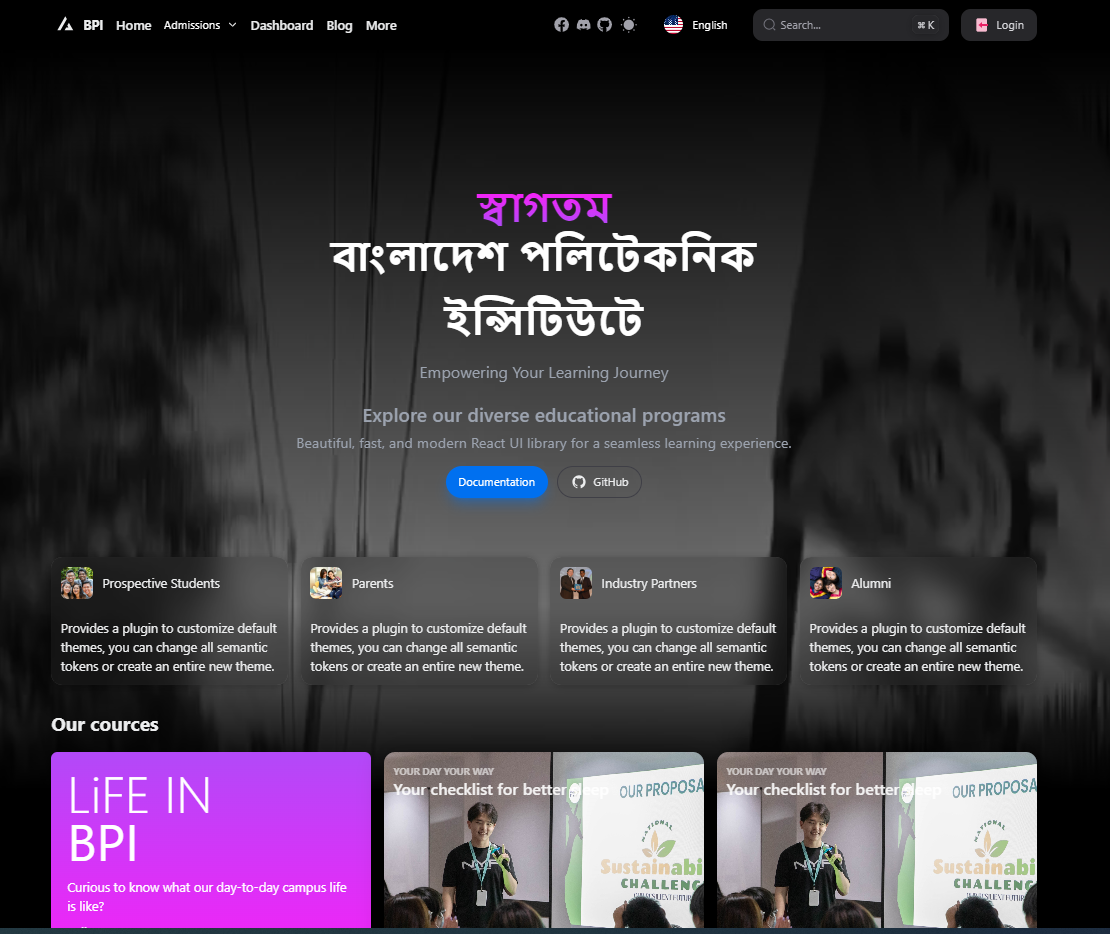 BPI Home Admissions Dashboard Blog More English Search... ⌘ K Login
স্বাগতম
বাংলাদেশ পলিটেকনিক
ইন্সিটিউটে
Empowering Your Learning Journey
Explore our diverse educational programs
Beautiful, fast, and modern React UI library for a seamless learning experience.
Documentation GitHub
Prospective Students
Provides a plugin to customize default
themes, you can change all semantic
tokens or create an entire new theme.
Parents
Provides a plugin to customize default
themes, you can change all semantic
tokens or create an entire new theme.
Industry Partners
Provides a plugin to customize default
themes, you can change all semantic
tokens or create an entire new theme.
Alumni
Provides a plugin to customize default
themes, you can change all semantic
tokens or create an entire new theme.
Our cources
LiFE IN
BPI
Curious to know what our day-to-day campus life
is like?
YOUR DAY YOUR WAY
Your checklist for better sleep
OUR PROPOSA
NATIONAL
Sustainabi
CHALLENG
YOUR DAY YOUR WAY
Your checklist for better sleep
OUR PROPOSA
NATIONAL
Sustainabi
CHALLENG